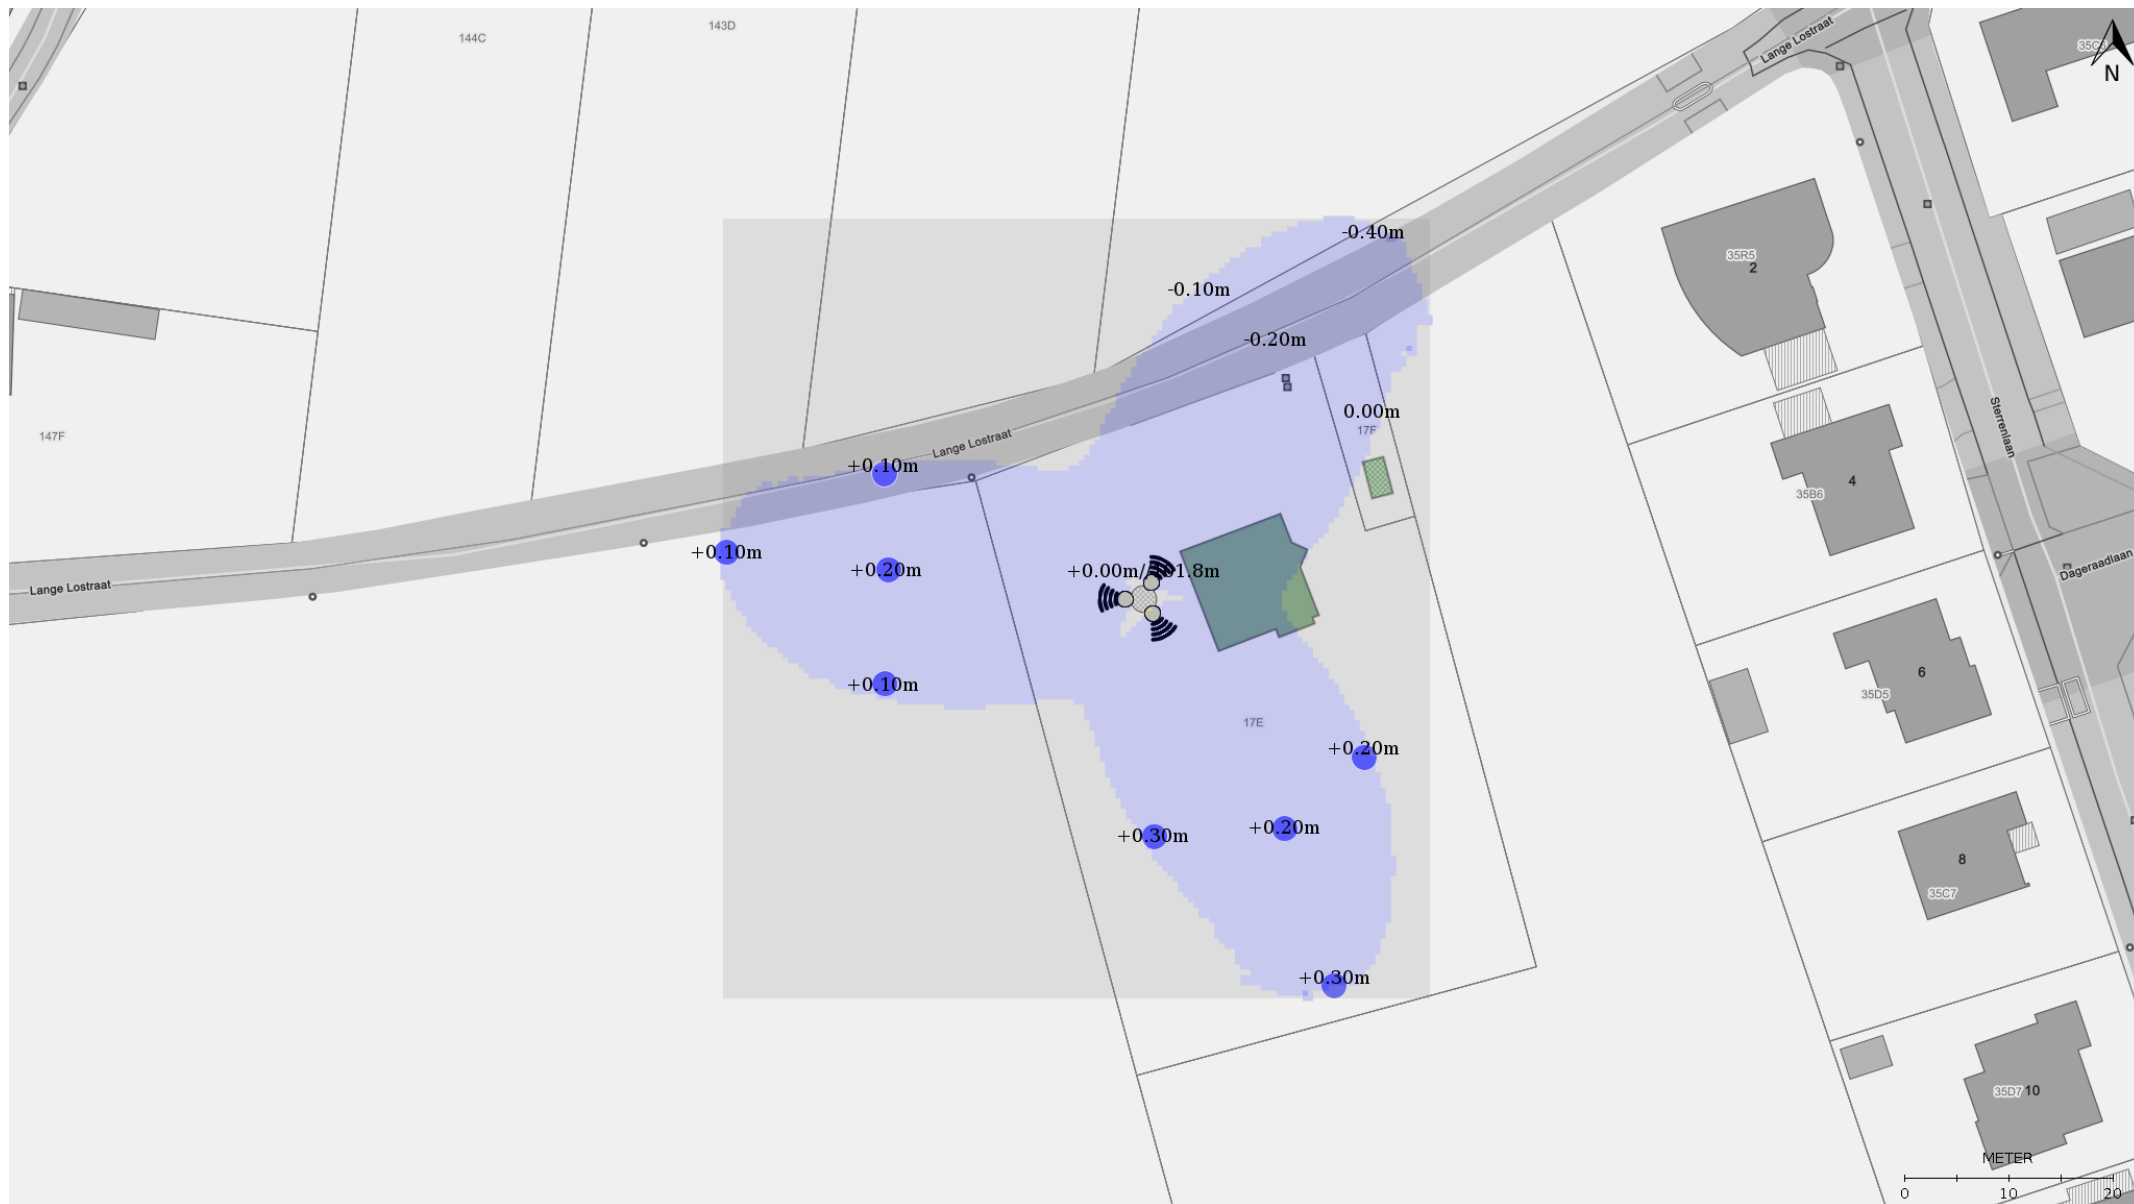 144C
143D
Lange Lostraat
N
-0.40m
35R5
2
-0.10m
-0.20m
0.00m
17F
147F
Lange Lostraat
+0.10m
Sterrenlaan
4
35B6
+0.10m
+0.20m
Lange Lostraat
Dageraadlaan
+0.10m
6
35D5
17E
+0.20m
+0.30m
+0.20m
8
35C7
+0.30m
35D7
10
METER
0 10 20